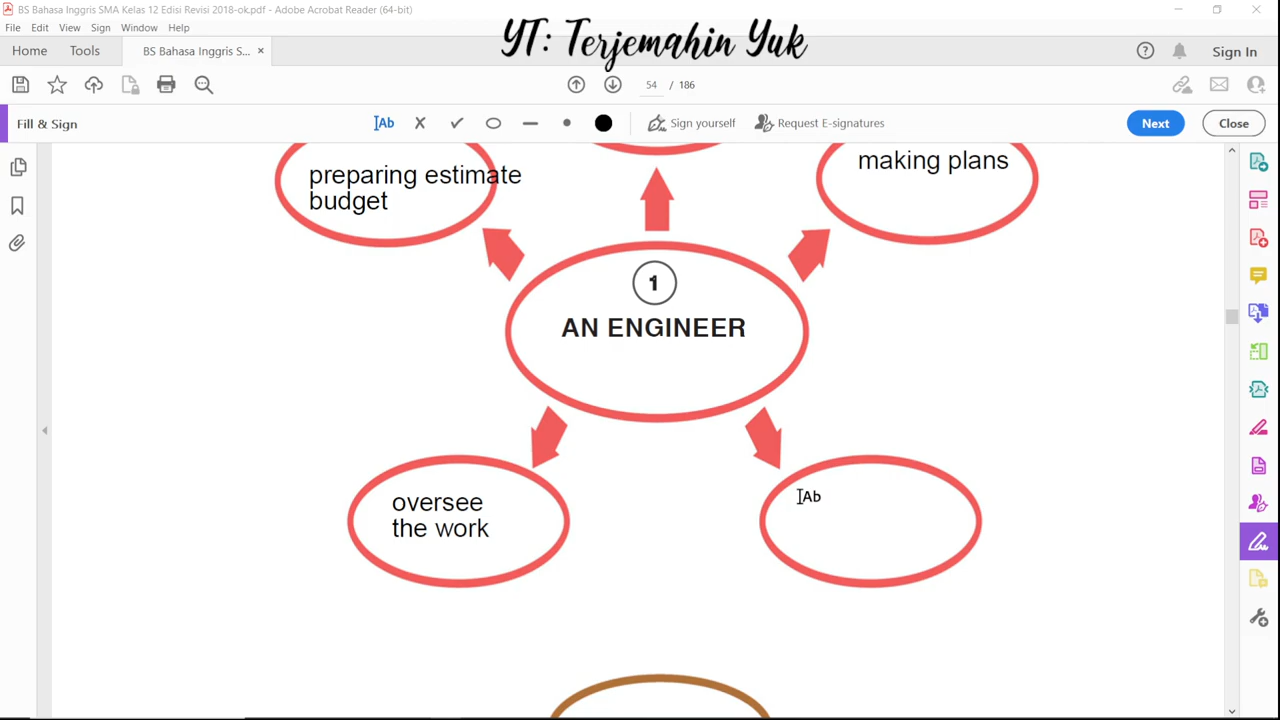 BS Bahasa Inggris SMA Kelas 12 Edisi Revisi 2018-ok.pdf - Adobe Acrobat Reader (64-bit)
YT: Terjemahin Yuk
File Edit View Sign Window Help
Home Tools BS Bahasa Inggris S... × Sign In
54 / 186
Fill & Sign Ab Sign yourself Request E-signatures Next Close
preparing estimate
budget
making plans
1
AN ENGINEER
oversee
the work
Ab